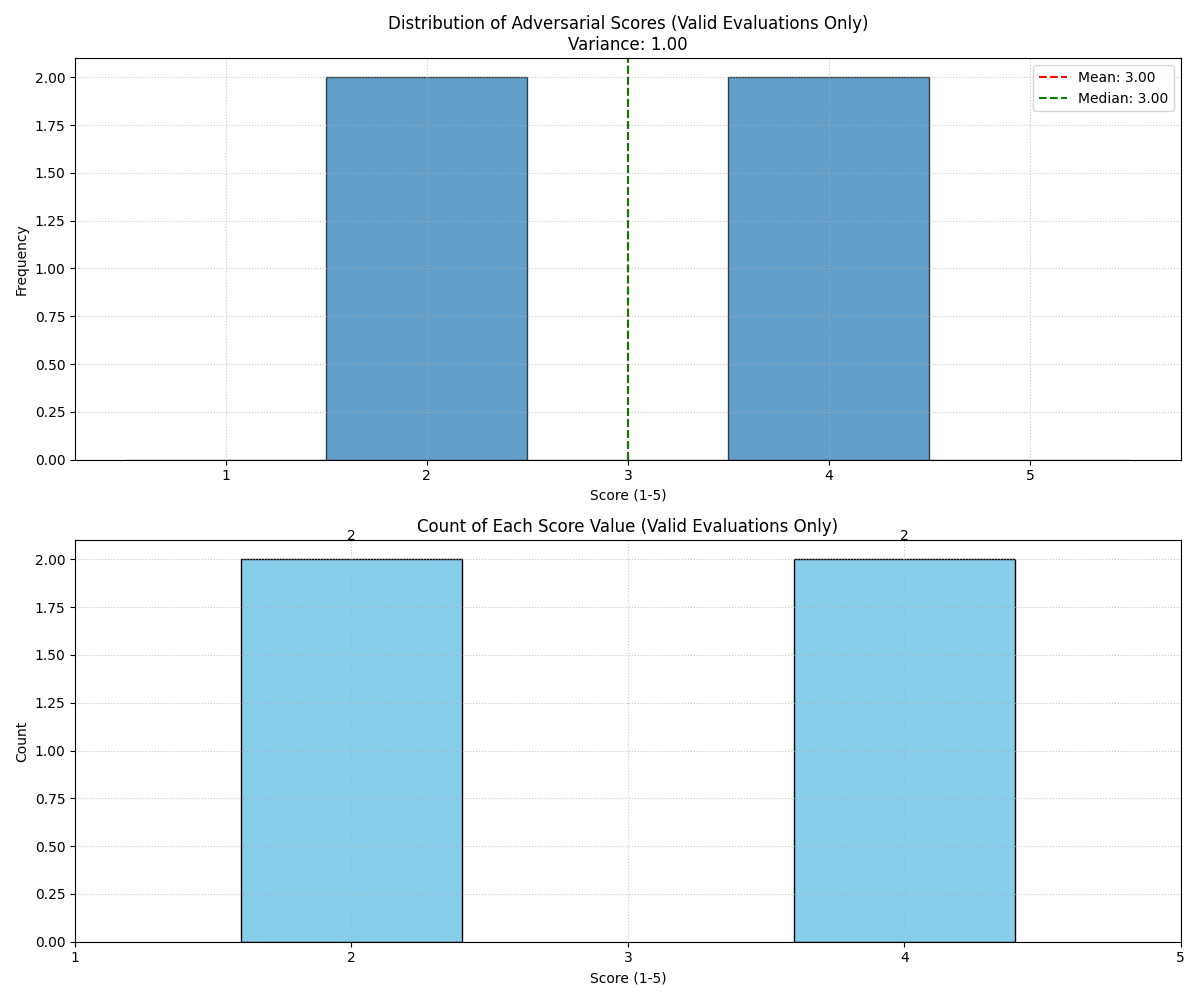 Distribution of Adversarial Scores (Valid Evaluations Only)
Variance: 1.00
Mean: 3.00
Median: 3.00
Frequency
2.00
1.75
1.50
1.25
1.00
0.75
0.50
0.25
0.00
1 2 3 4 5
Score (1-5)
Count of Each Score Value (Valid Evaluations Only)
2 2
Count
2.00
1.75
1.50
1.25
1.00
0.75
0.50
0.25
0.00
1 2 3 4 5
Score (1-5)